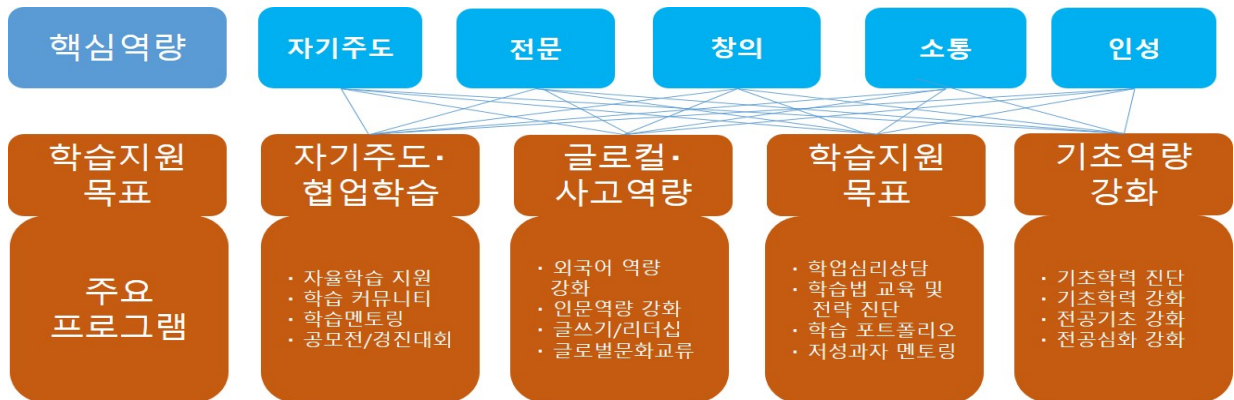 핵심역량
자기주도
전문
창의
소통
인성
학습지원
목표
자기주도·
협업학습
글로컬·
사고역량
학습지원
목표
기초역량
강화
주요
프로그램
· 자율학습 지원
· 학습 커뮤니티
· 학습멘토링
· 공모전/경진대회
· 외국어 역량
강화
· 인문역량 강화
· 글쓰기/리더십
· 글로벌문화교류
· 학업심리상담
· 학습법 교육 및
전략 진단
· 학습 포트폴리오
· 저성과자 멘토링
· 기초학력 진단
· 기초학력 강화
· 전공기초 강화
· 전공심화 강화